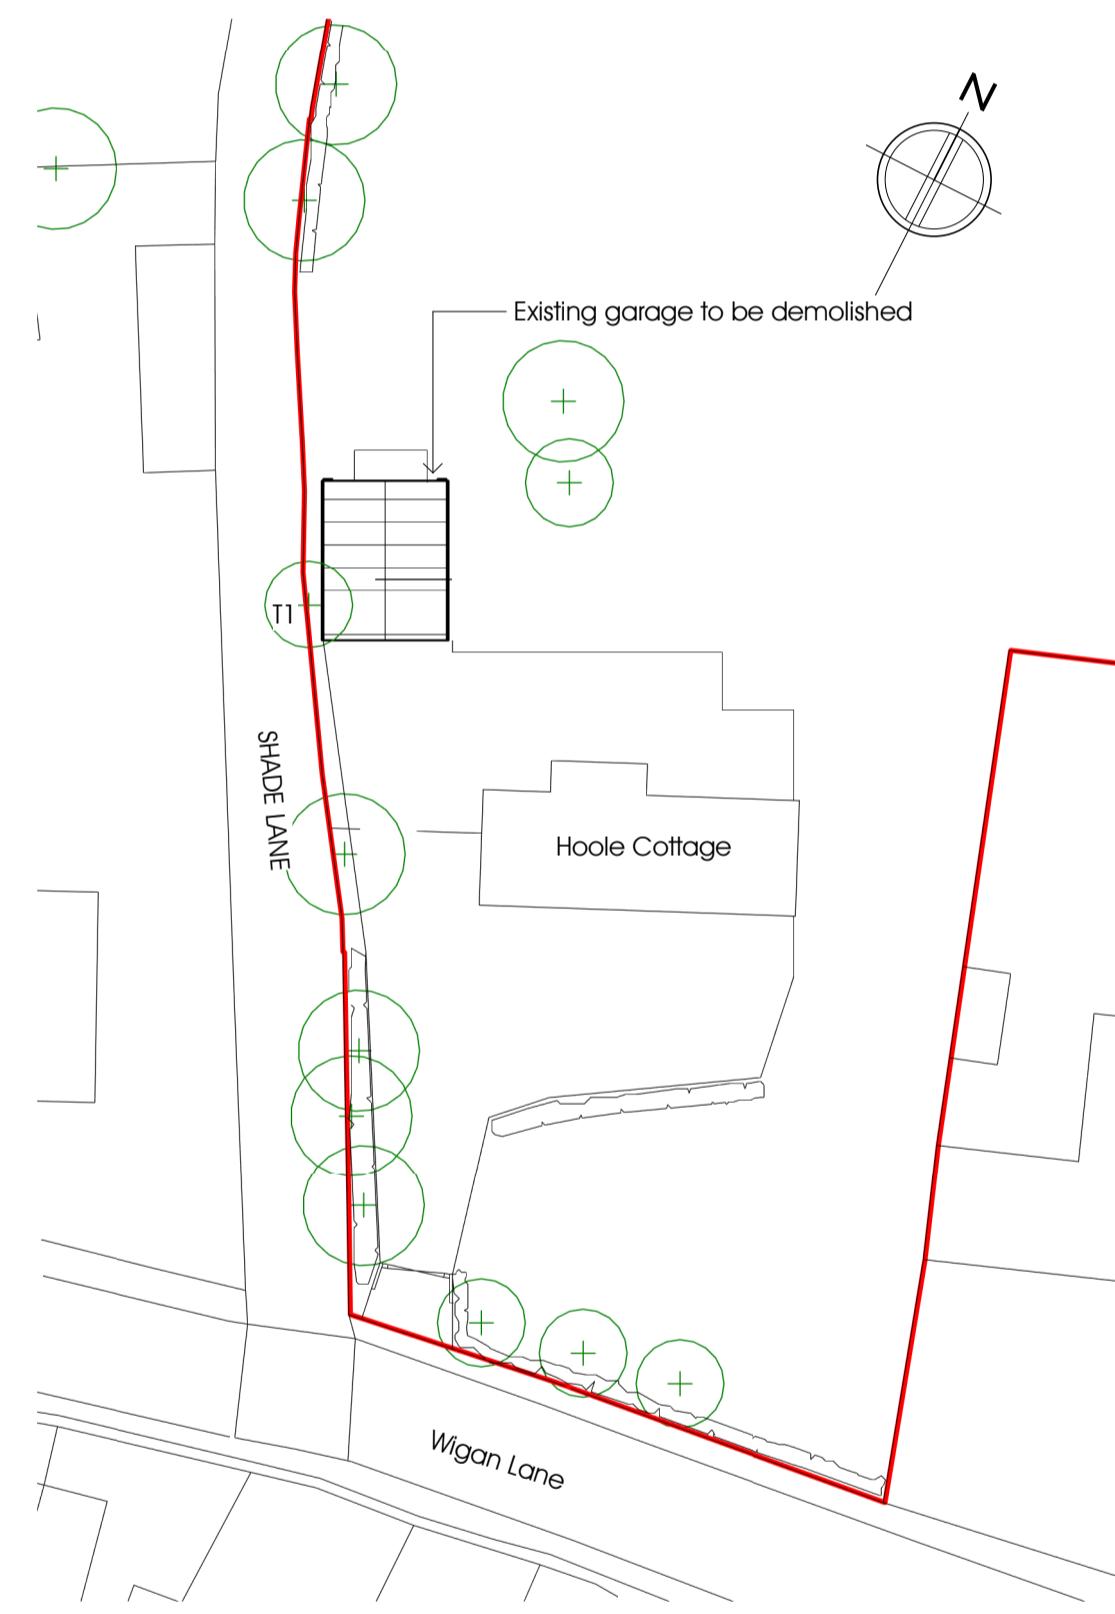 N
Existing garage to be demolished
T1
SHADE LANE
Hoole Cottage
Wigan Lane